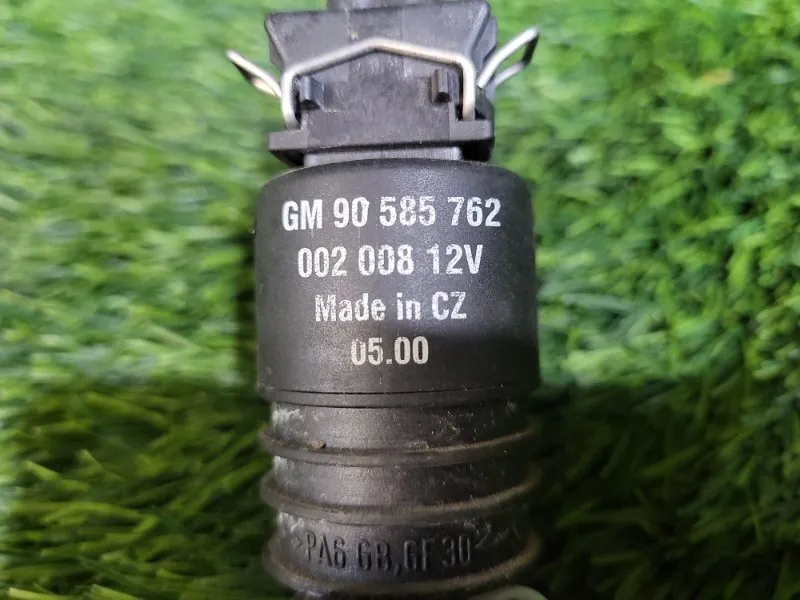 GM 90 585 762
002 008 12V
Made in CZ
05.00
>PA6 GB,GF30<